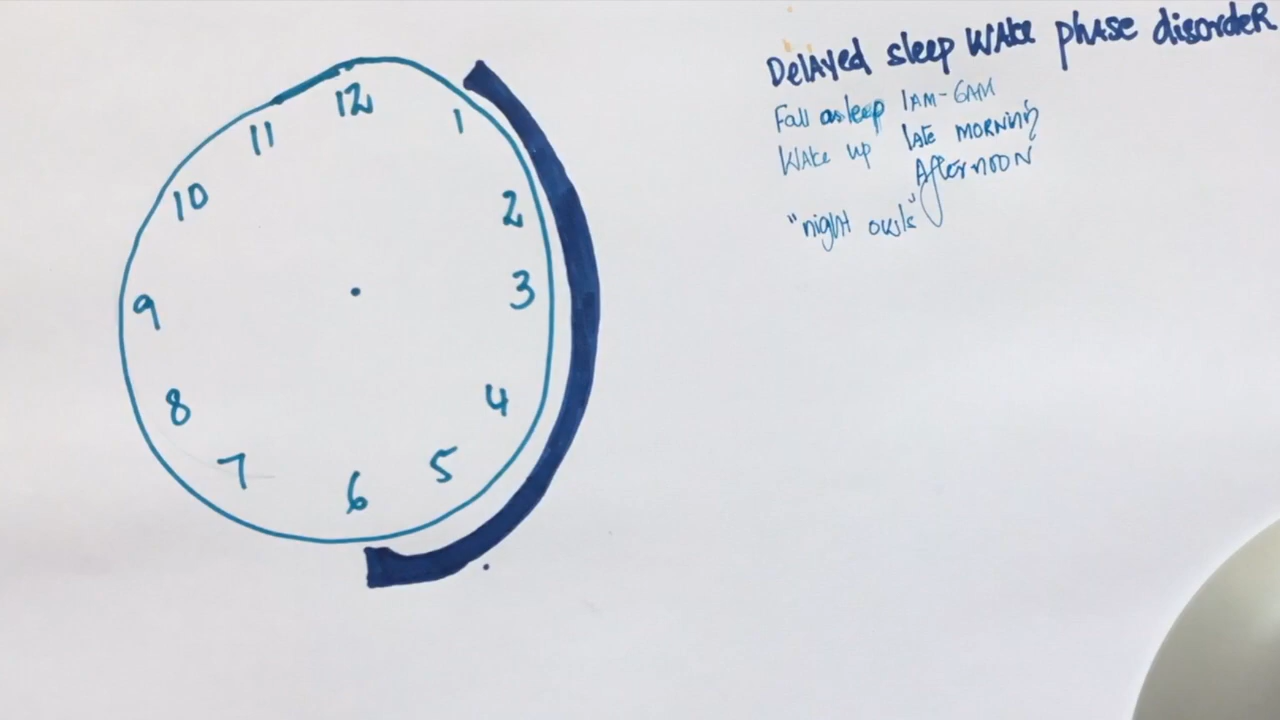 Delayed sleep wake phase disorder
Fall asleep 1AM-6AM
Wake up late morning
Afternoon
"night owls"
12
11
1
10
2
9
3
8
4
7
5
6